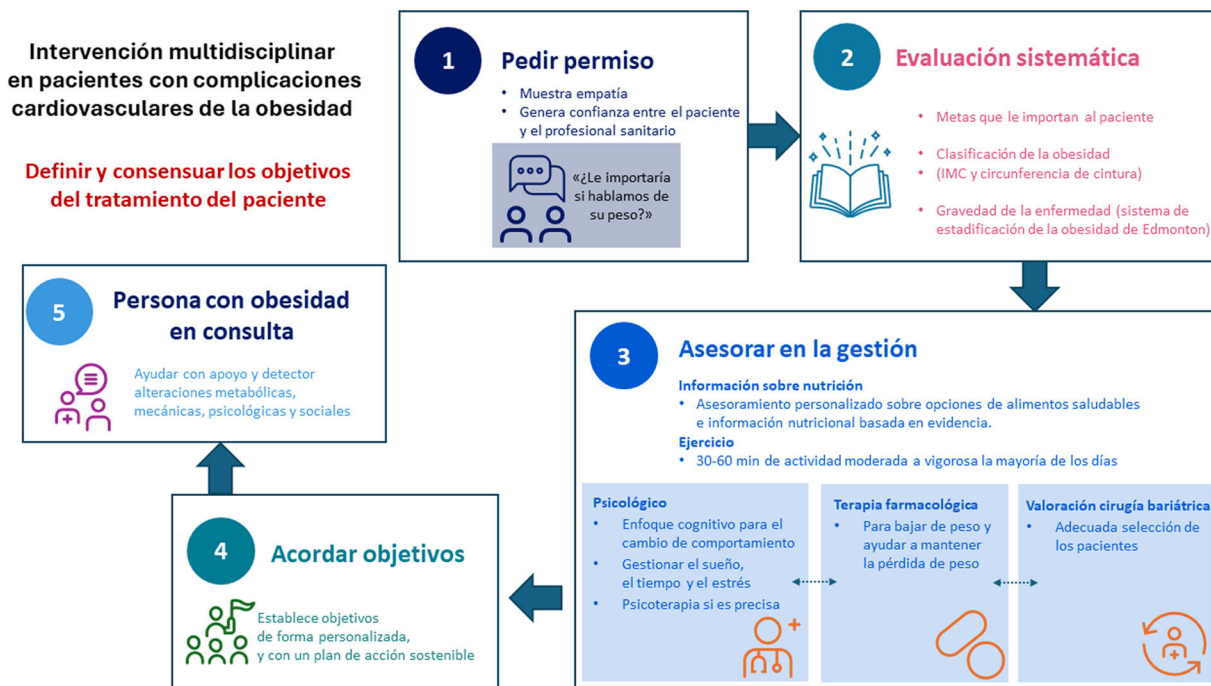 Intervención multidisciplinar
en pacientes con complicaciones
cardiovasculares de la obesidad
Definir y consensuar los objetivos
del tratamiento del paciente
1
Pedir permiso
• Muestra empatía
• Genera confianza entre el paciente
y el profesional sanitario
«¿Le importaría
si hablamos de
su peso?»
2
Evaluación sistemática
• Metas que le importan al paciente
• Clasificación de la obesidad
• (IMC y circunferencia de cintura)
• Gravedad de la enfermedad (sistema de
estadificación de la obesidad de Edmonton)
3
Asesorar en la gestión
Información sobre nutrición
• Asesoramiento personalizado sobre opciones de alimentos saludables
e información nutricional basada en evidencia.
Ejercicio
• 30-60 min de actividad moderada a vigorosa la mayoría de los días
Psicológico
• Enfoque cognitivo para el
cambio de comportamiento
• Gestionar el sueño,
el tiempo y el estrés
• Psicoterapia si es precisa
Terapia farmacológica
• Para bajar de peso y
ayudar a mantener
la pérdida de peso
Valoración cirugía bariátrica
• Adecuada selección de
los pacientes
4
Acordar objetivos
Establece objetivos
de forma personalizada,
y con un plan de acción sostenible
5
Persona con obesidad
en consulta
Ayudar con apoyo y detector
alteraciones metabólicas,
mecánicas, psicológicas y sociales